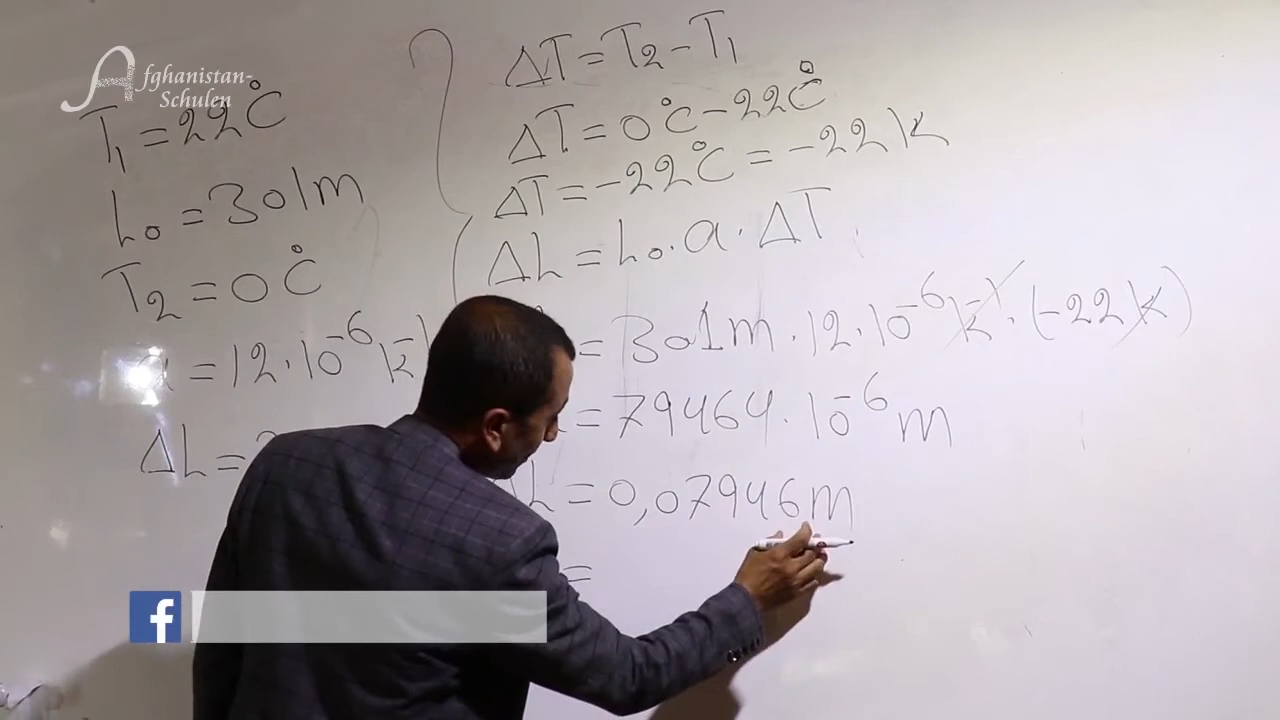 Afghanistan-
Schulen
T₁ = 22°C
L₀ = 301m
T₂ = 0°C
a = 12·10⁻⁶ K⁻¹
ΔL =
ΔT = T₂ - T₁
ΔT = 0°C - 22°C
ΔT = -22°C = -22K
ΔL = L₀·a·ΔT
= 301m·12·10⁻⁶ K⁻¹·(-22K)
= 79464·10⁻⁶ m
L = 0,07946m
=
f